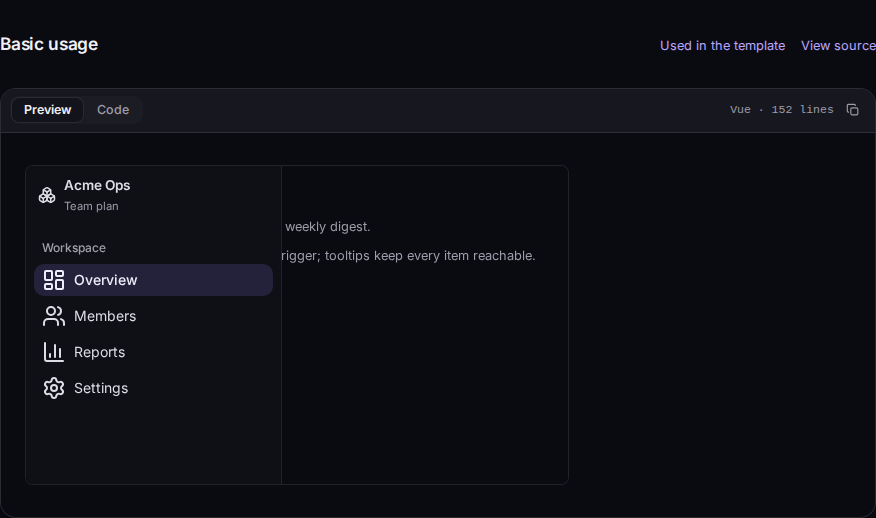 Basic usage
Used in the template
View source
Preview
Code
Vue · 152 lines
Acme Ops
Team plan
weekly digest.
Workspace
rigger; tooltips keep every item reachable.
Overview
Members
Reports
Settings